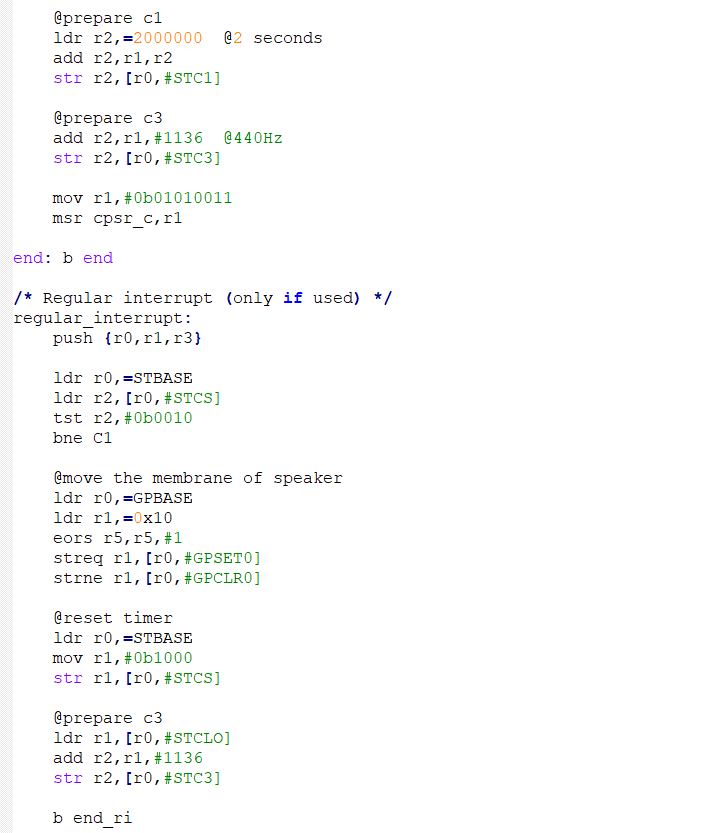 @prepare c1
ldr r2,=2000000  @2 seconds
add r2,r1,r2
str r2,[r0,#STC1]
@prepare c3
add r2,r1,#1136  @440Hz
str r2,[r0,#STC3]
mov r1,#0b01010011
msr cpsr_c,r1
end: b end
/* Regular interrupt (only if used) */
regular_interrupt:
push {r0,r1,r3}
ldr r0,=STBASE
ldr r2,[r0,#STCS]
tst r2,#0b0010
bne C1
@move the membrane of speaker
ldr r0,=GPBASE
ldr r1,=0x10
eors r5,r5,#1
streq r1,[r0,#GPSET0]
strne r1,[r0,#GPCLR0]
@reset timer
ldr r0,=STBASE
mov r1,#0b1000
str r1,[r0,#STCS]
@prepare c3
ldr r1,[r0,#STCLO]
add r2,r1,#1136
str r2,[r0,#STC3]
b end_ri